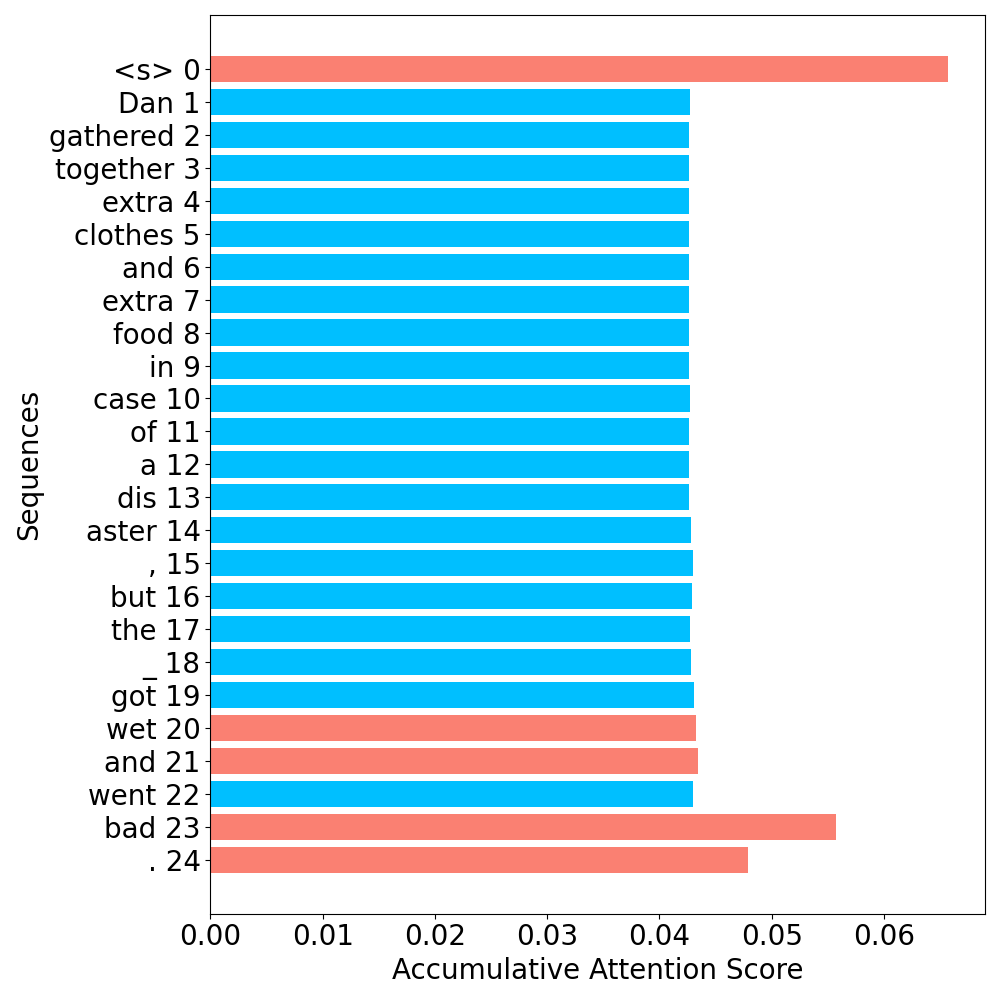 <s> 0
Dan 1
gathered 2
together 3
extra 4
clothes 5
and 6
extra 7
food 8
in 9
case 10
of 11
a 12
dis 13
aster 14
, 15
but 16
the 17
_ 18
got 19
wet 20
and 21
went 22
bad 23
. 24
Sequences
0.00 0.01 0.02 0.03 0.04 0.05 0.06
Accumulative Attention Score